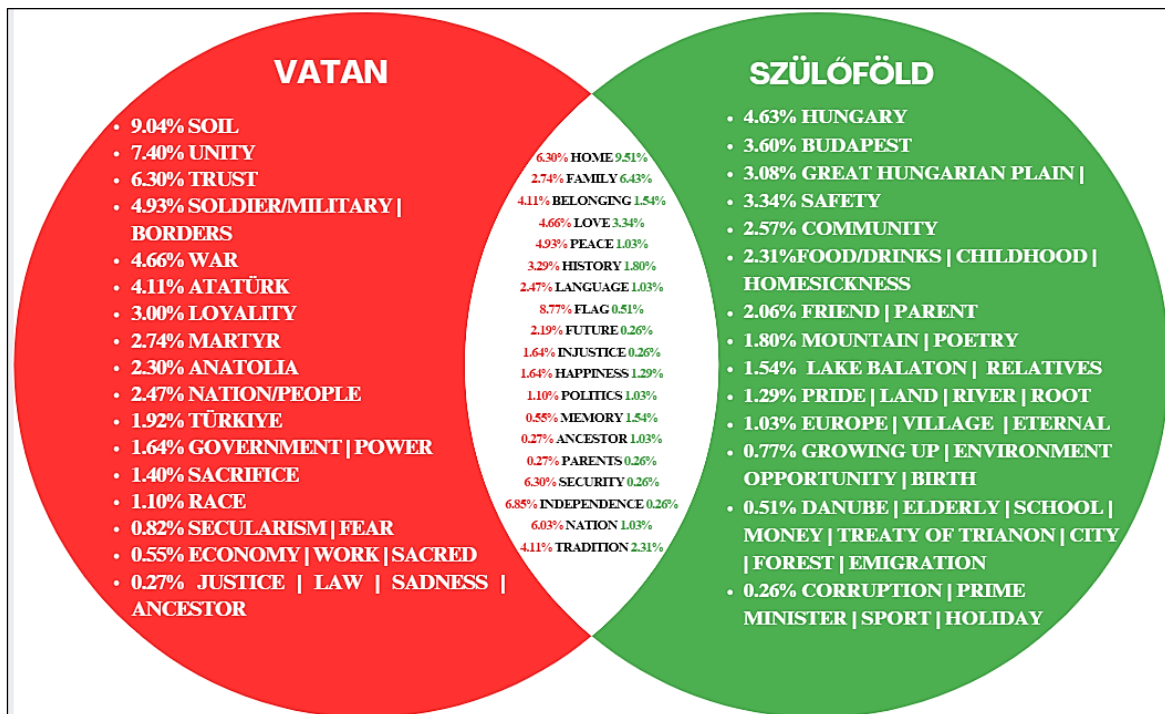 VATAN
• 9.04% SOIL
• 7.40% UNITY
• 6.30% TRUST
• 4.93% SOLDIER/MILITARY |
BORDERS
• 4.66% WAR
• 4.11% ATATÜRK
• 3.00% LOYALITY
• 2.74% MARTYR
• 2.30% ANATOLIA
• 2.47% NATION/PEOPLE
• 1.92% TÜRKIYE
• 1.64% GOVERNMENT | POWER
• 1.40% SACRIFICE
• 1.10% RACE
• 0.82% SECULARISM | FEAR
• 0.55% ECONOMY | WORK | SACRED
• 0.27% JUSTICE | LAW | SADNESS |
ANCESTOR
6.30% HOME 9.51%
2.74% FAMILY 6.43%
4.11% BELONGING 1.54%
4.66% LOVE 3.34%
4.93% PEACE 1.03%
3.29% HISTORY 1.80%
2.47% LANGUAGE 1.03%
8.77% FLAG 0.51%
2.19% FUTURE 0.26%
1.64% INJUSTICE 0.26%
1.64% HAPPINESS 1.29%
1.10% POLITICS 1.03%
0.55% MEMORY 1.54%
0.27% ANCESTOR 1.03%
0.27% PARENTS 0.26%
6.30% SECURITY 0.26%
6.85% INDEPENDENCE 0.26%
6.03% NATION 1.03%
4.11% TRADITION 2.31%
SZÜLŐFÖLD
• 4.63% HUNGARY
• 3.60% BUDAPEST
• 3.08% GREAT HUNGARIAN PLAIN |
• 3.34% SAFETY
• 2.57% COMMUNITY
• 2.31%FOOD/DRINKS | CHILDHOOD |
HOMESICKNESS
• 2.06% FRIEND | PARENT
• 1.80% MOUNTAIN | POETRY
• 1.54% LAKE BALATON | RELATIVES
• 1.29% PRIDE | LAND | RIVER | ROOT
• 1.03% EUROPE | VILLAGE | ETERNAL
• 0.77% GROWING UP | ENVIRONMENT
OPPORTUNITY | BIRTH
• 0.51% DANUBE | ELDERLY | SCHOOL |
MONEY | TREATY OF TRIANON | CITY
| FOREST | EMIGRATION
• 0.26% CORRUPTION | PRIME
MINISTER | SPORT | HOLIDAY